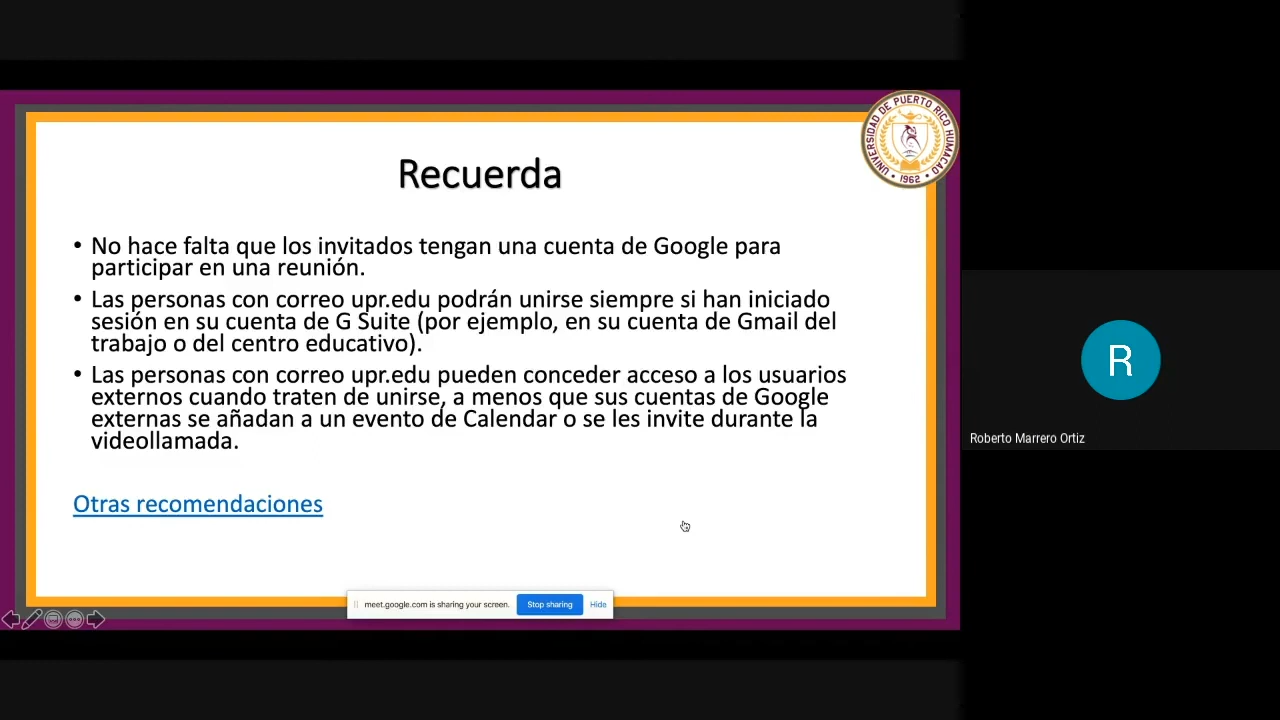 UNIVERSIDAD DE PUERTO RICO HUMACAO
• 1962 •
Recuerda
• No hace falta que los invitados tengan una cuenta de Google para
participar en una reunión.
• Las personas con correo upr.edu podrán unirse siempre si han iniciado
sesión en su cuenta de G Suite (por ejemplo, en su cuenta de Gmail del
trabajo o del centro educativo).
• Las personas con correo upr.edu pueden conceder acceso a los usuarios
externos cuando traten de unirse, a menos que sus cuentas de Google
externas se añadan a un evento de Calendar o se les invite durante la
videollamada.
Otras recomendaciones
meet.google.com is sharing your screen. Stop sharing Hide
R
Roberto Marrero Ortiz